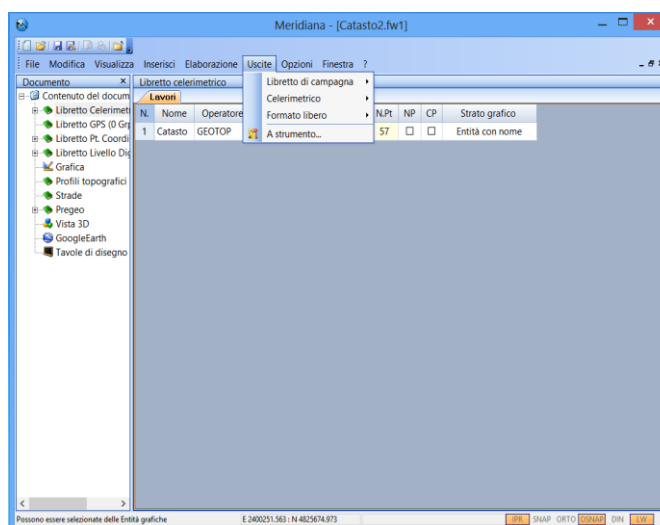 Meridiana - [Catasto2.fw1]
File Modifica Visualizza Inserisci Elaborazione Uscite Opzioni Finestra ?
Documento
Libretto celerimetrico
Contenuto del docum
Libretto Celerimet
Libretto GPS (0 Gr
Libretto Pt. Coordi
Libretto Livello Di
Grafica
Profili topografici
Strade
Pregeo
Vista 3D
GoogleEarth
Tavole di disegno
Lavori
N. Nome Operatore N.Pt NP CP Strato grafico
1 Catasto GEOTOP 57 Entità con nome
Libretto di campagna
Celerimetrico
Formato libero
A strumento...
Possono essere selezionate delle Entità grafiche
E 2400251.563 : N 4825674.973
IPR SNAP ORTO OSNAP DIN LW